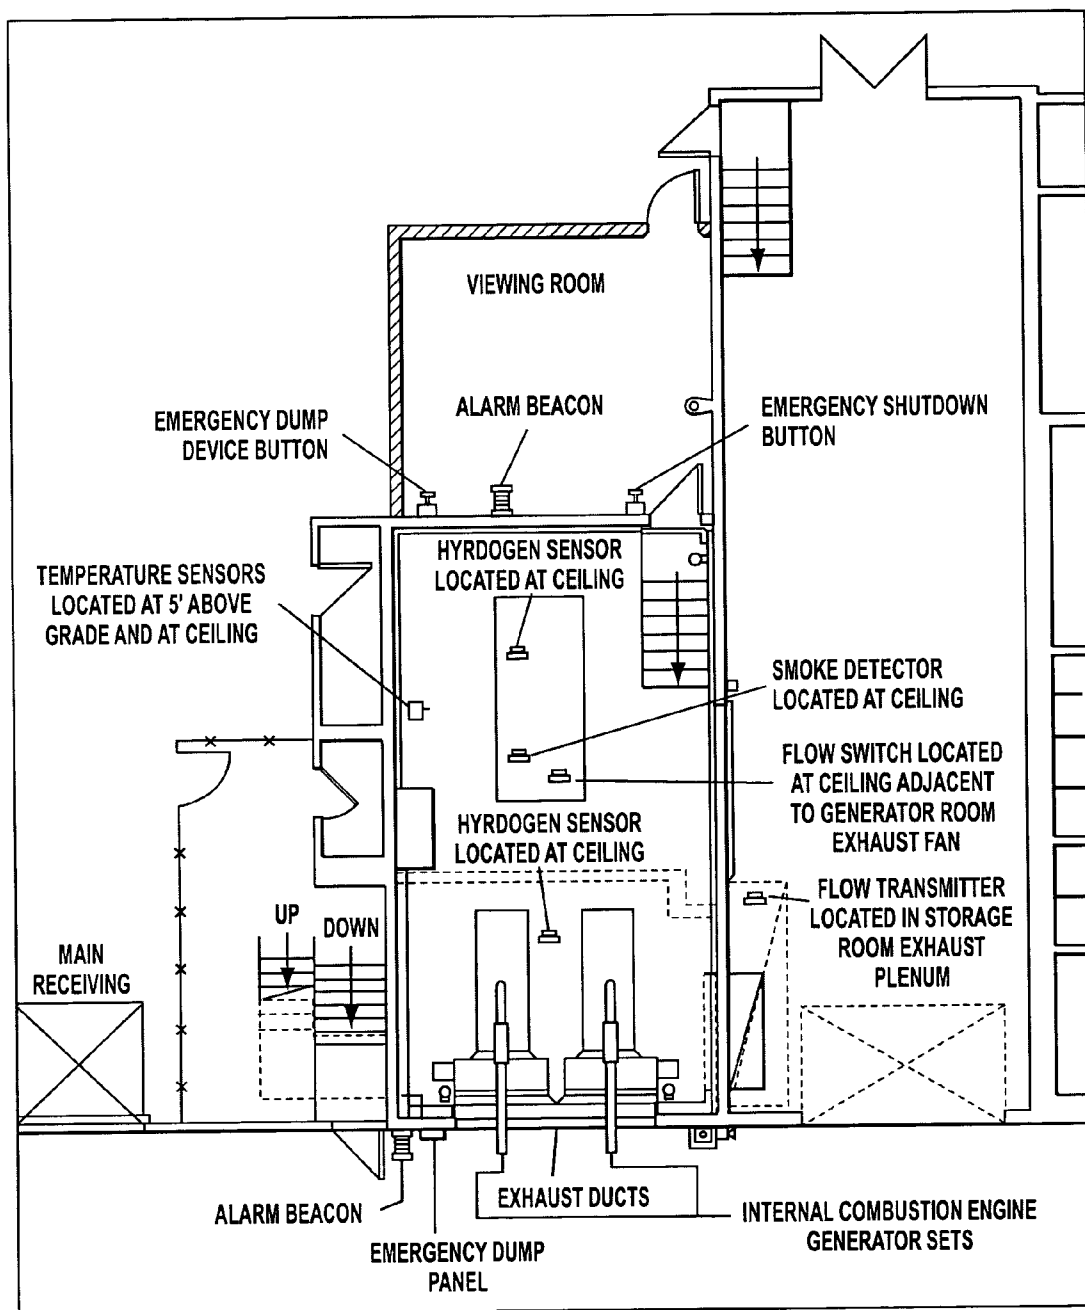 VIEWING ROOM
EMERGENCY DUMP
DEVICE BUTTON
ALARM BEACON
EMERGENCY SHUTDOWN
BUTTON
HYRDOGEN SENSOR
LOCATED AT CEILING
TEMPERATURE SENSORS
LOCATED AT 5' ABOVE
GRADE AND AT CEILING
SMOKE DETECTOR
LOCATED AT CEILING
FLOW SWITCH LOCATED
AT CEILING ADJACENT
TO GENERATOR ROOM
EXHAUST FAN
HYRDOGEN SENSOR
LOCATED AT CEILING
FLOW TRANSMITTER
LOCATED IN STORAGE
ROOM EXHAUST
PLENUM
UP
DOWN
MAIN
RECEIVING
ALARM BEACON
EMERGENCY DUMP
PANEL
EXHAUST DUCTS
INTERNAL COMBUSTION ENGINE
GENERATOR SETS